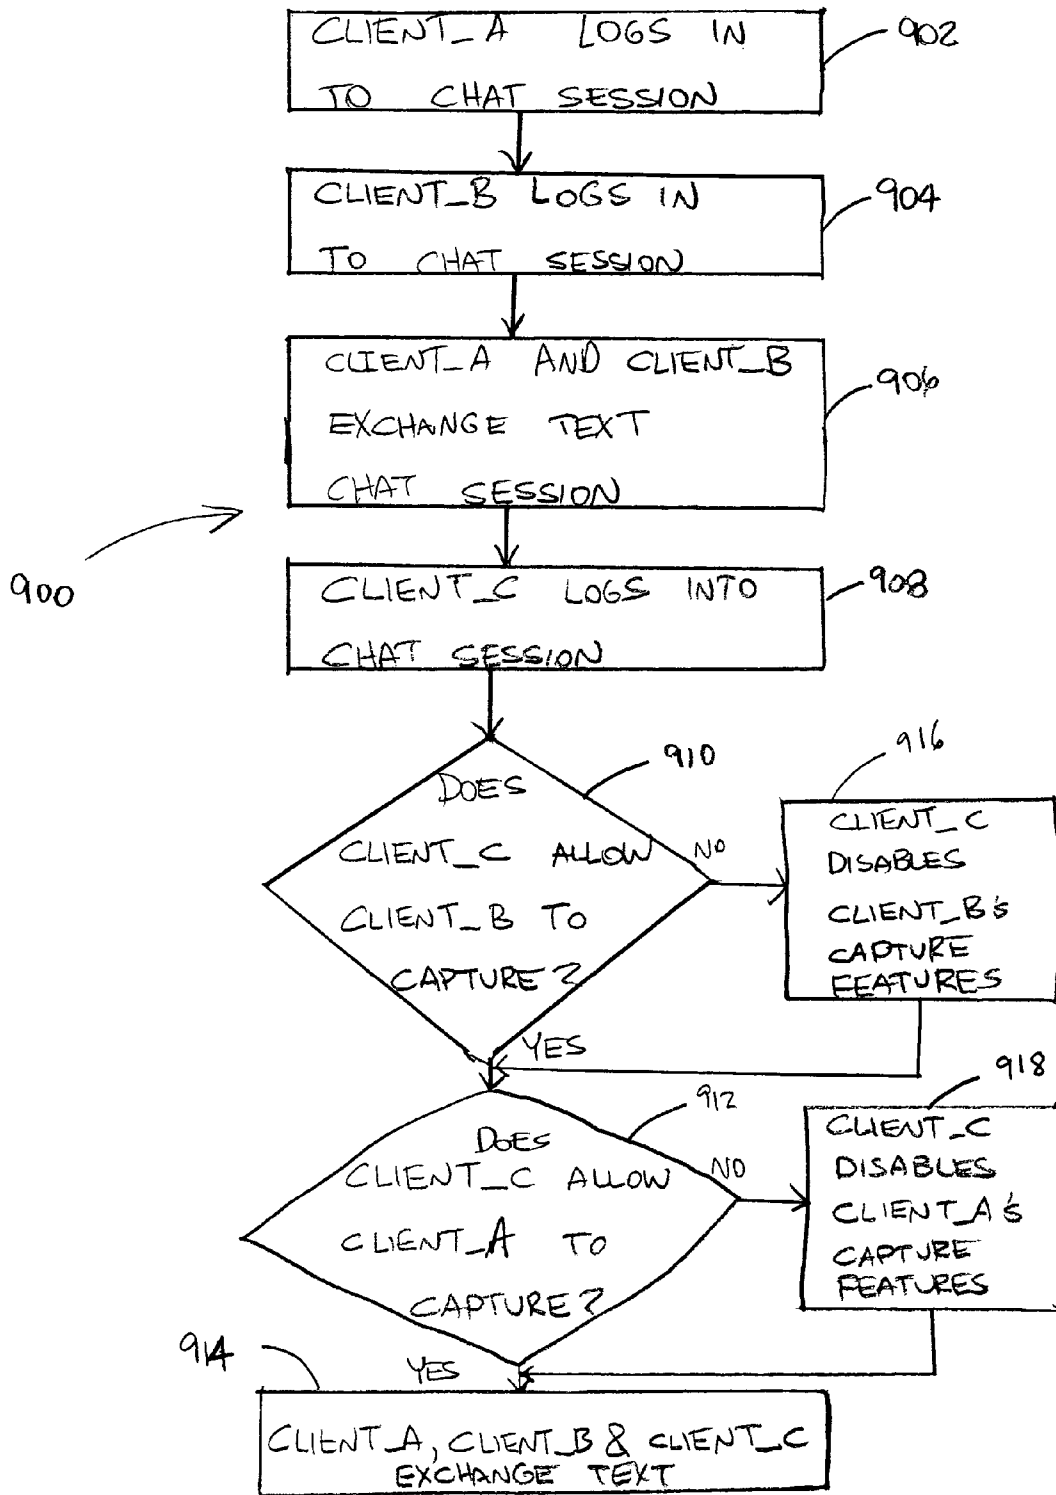 CLIENT_A LOGS IN
TO CHAT SESSION
902
CLIENT_B LOGS IN
TO CHAT SESSION
904
CLIENT_A AND CLIENT_B
EXCHANGE TEXT
CHAT SESSION
906
900
CLIENT_C LOGS INTO
CHAT SESSION
908
DOES
CLIENT_C ALLOW
CLIENT_B TO
CAPTURE?
910
NO
916
CLIENT_C
DISABLES
CLIENT_B's
CAPTURE
FEATURES
YES
DOES
CLIENT_C ALLOW
CLIENT_A TO
CAPTURE?
912
NO
918
CLIENT_C
DISABLES
CLIENT_A's
CAPTURE
FEATURES
YES
914
CLIENT_A, CLIENT_B & CLIENT_C
EXCHANGE TEXT